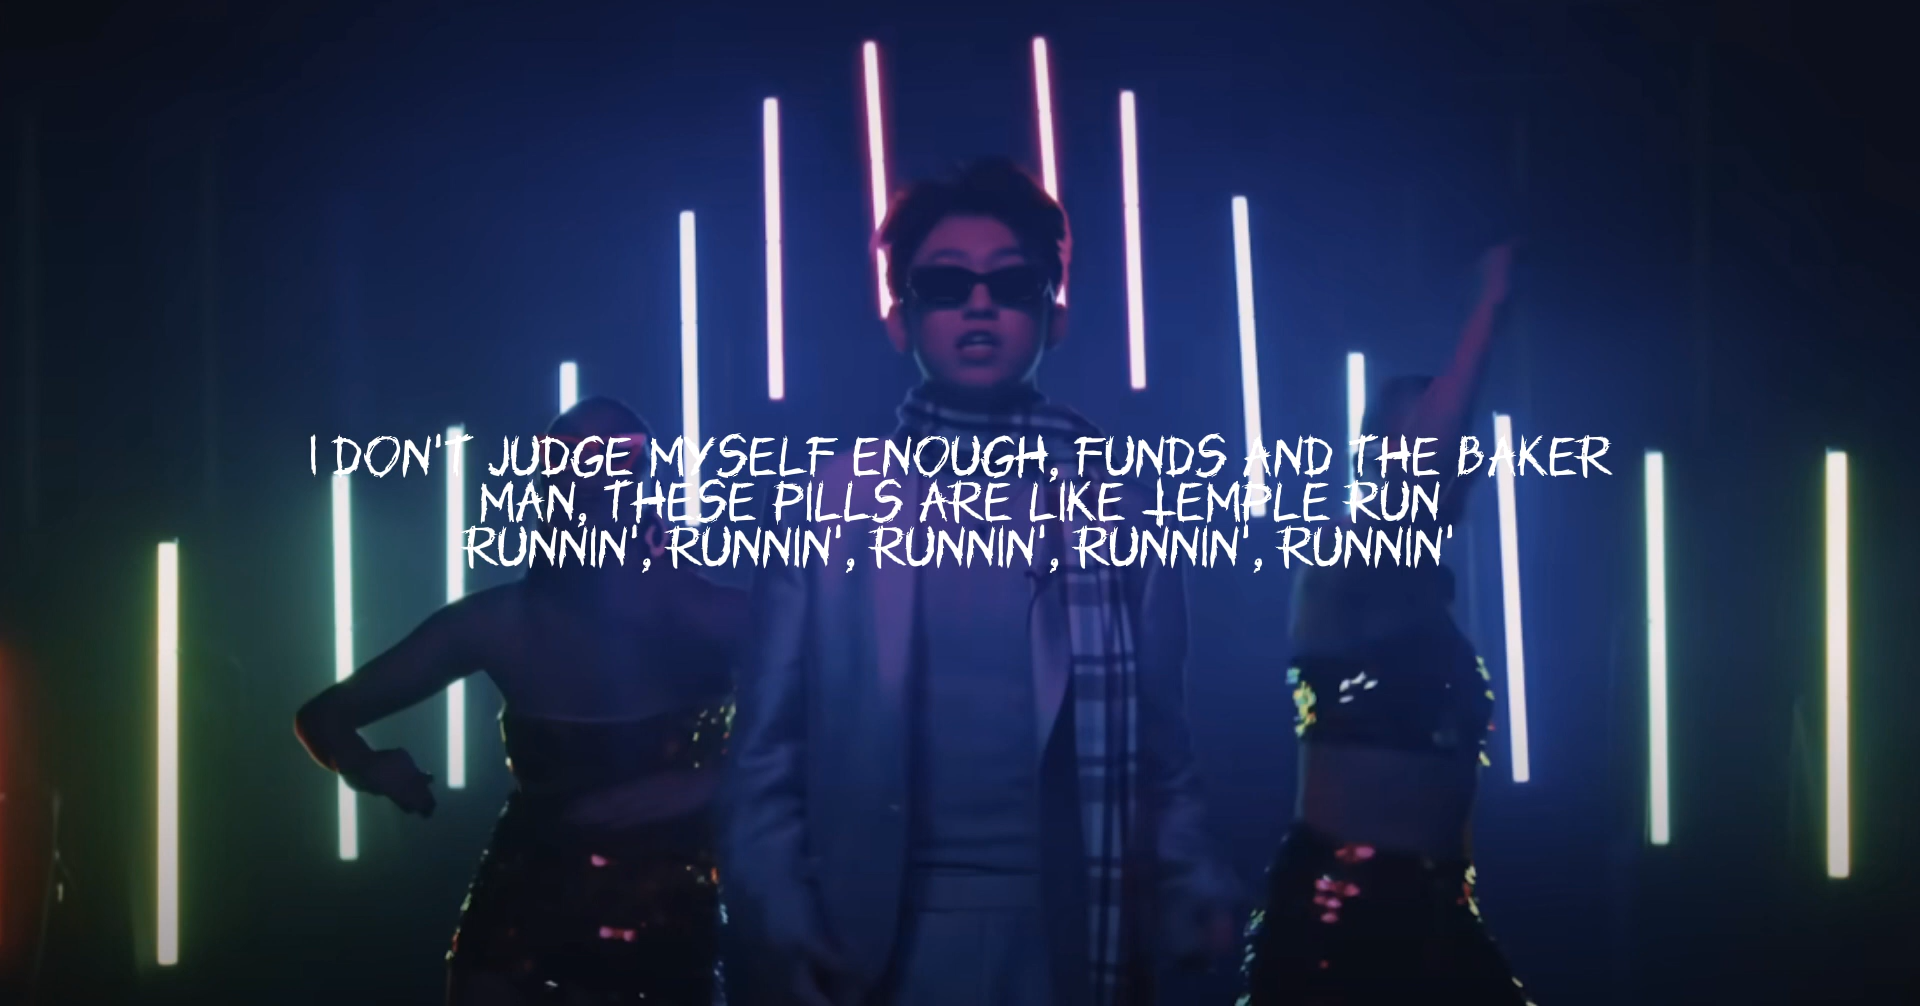 I DON'T JUDGE MYSELF ENOUGH, FUNDS AND THE BAKER
MAN, THESE PILLS ARE LIKE TEMPLE RUN
RUNNIN', RUNNIN', RUNNIN', RUNNIN', RUNNIN'